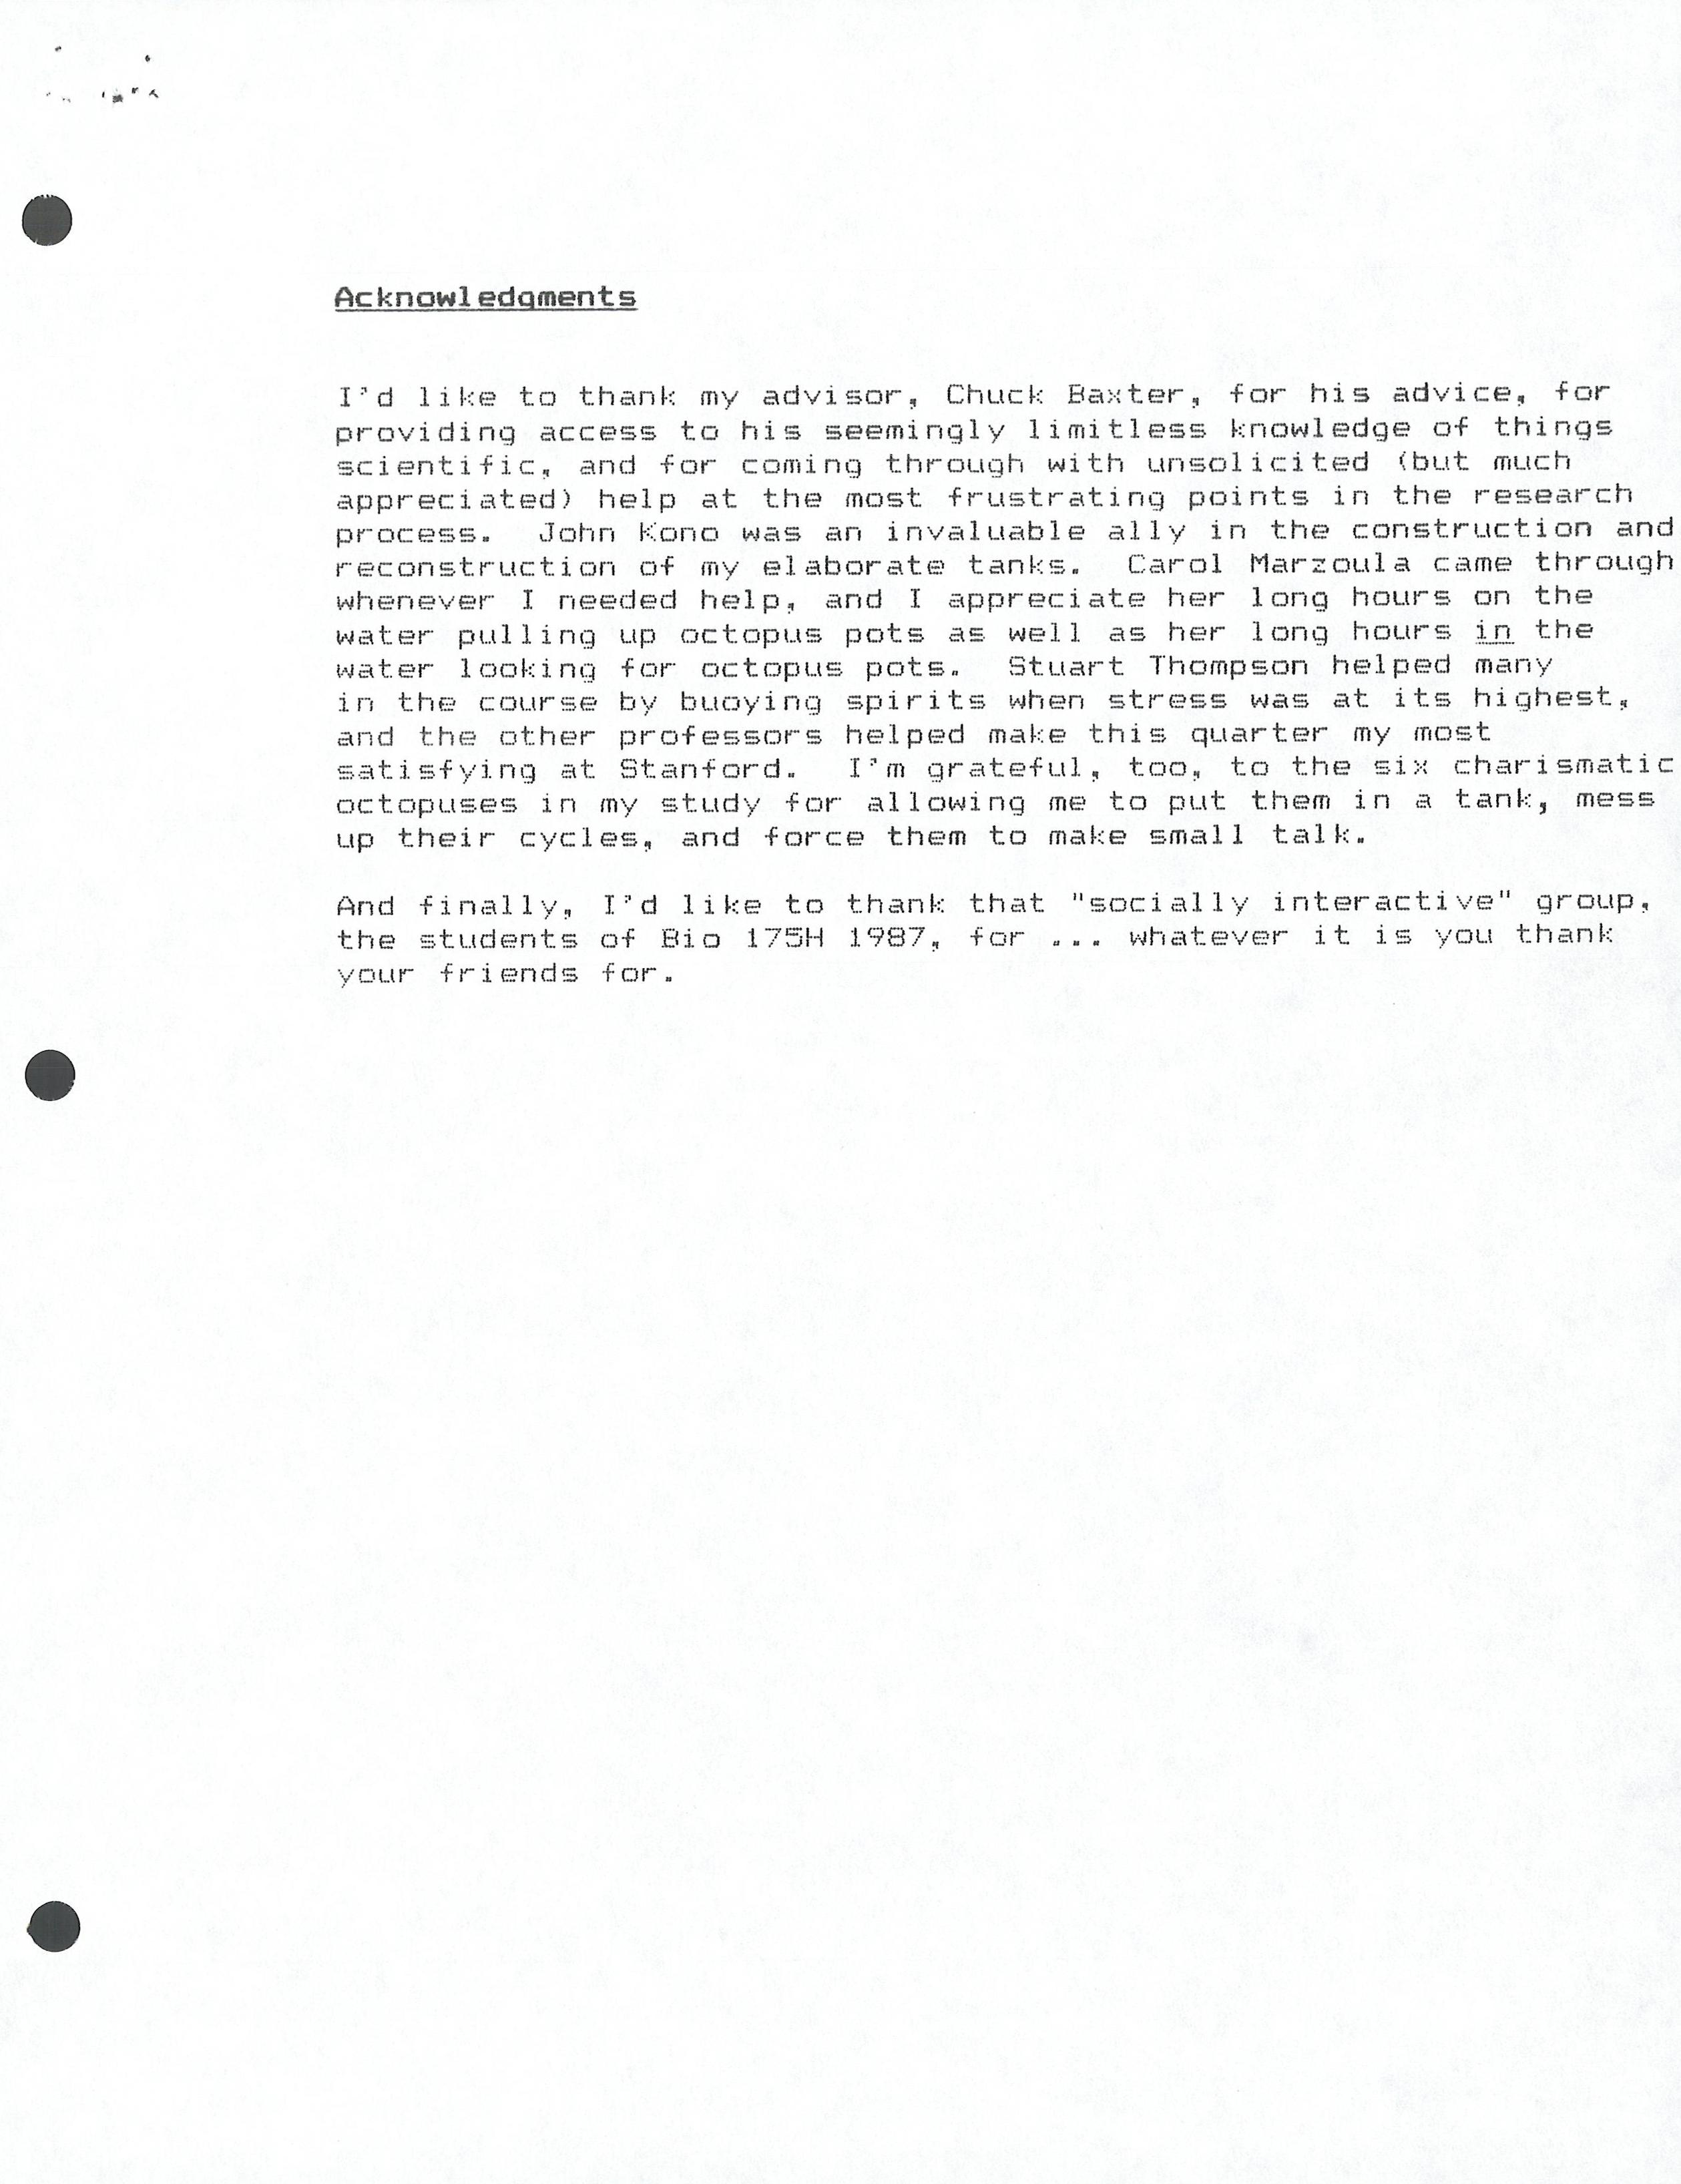 Acknowledgments
I'd like to thank my advisor, Chuck Baxter, for his advice, for
providing access to his seemingly limitless knowledge of things
scientific, and for coming through with unsolicited (but much
appreciated) help at the most frustrating points in the research
process.  John Kono was an invaluable ally in the construction and
reconstruction of my elaborate tanks.  Carol Marzoula came through
whenever I needed help, and I appreciate her long hours on the
water pulling up octopus pots as well as her long hours in the
water looking for octopus pots.  Stuart Thompson helped many
in the course by buoying spirits when stress was at its highest,
and the other professors helped make this quarter my most
satisfying at Stanford.  I'm grateful, too, to the six charismatic
octopuses in my study for allowing me to put them in a tank, mess
up their cycles, and force them to make small talk.
And finally, I'd like to thank that "socially interactive" group,
the students of Bio 175H 1987, for ... whatever it is you thank
your friends for.